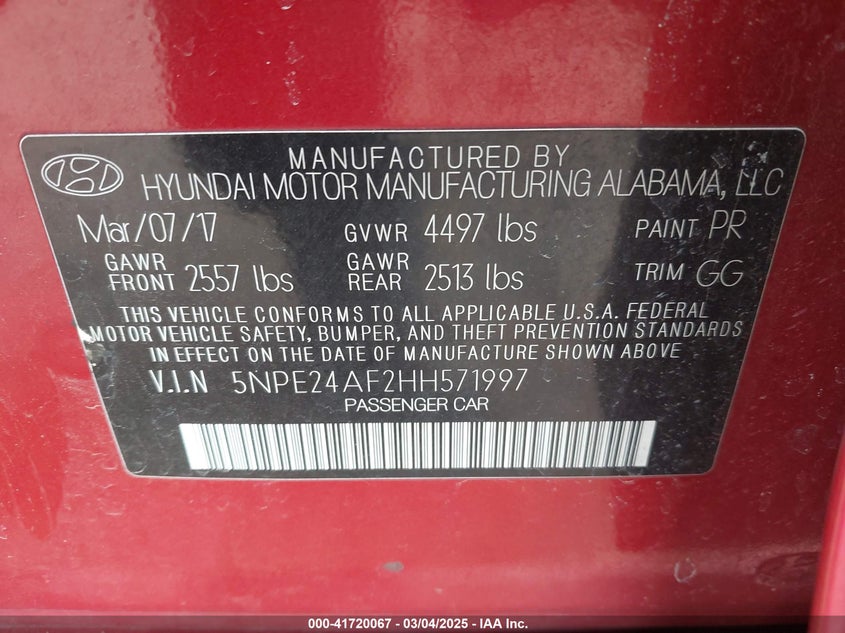 MANUFACTURED BY
HYUNDAI MOTOR MANUFACTURING ALABAMA, LLC
Mar/07/17 GVWR 4497 lbs PAINT PR
GAWR FRONT 2557 lbs GAWR REAR 2513 lbs TRIM GG
THIS VEHICLE CONFORMS TO ALL APPLICABLE U.S.A. FEDERAL
MOTOR VEHICLE SAFETY, BUMPER, AND THEFT PREVENTION STANDARDS
IN EFFECT ON THE DATE OF MANUFACTURE SHOWN ABOVE
V.I.N 5NPE24AF2HH571997
PASSENGER CAR
000-41720067 - 03/04/2025 - IAA Inc.